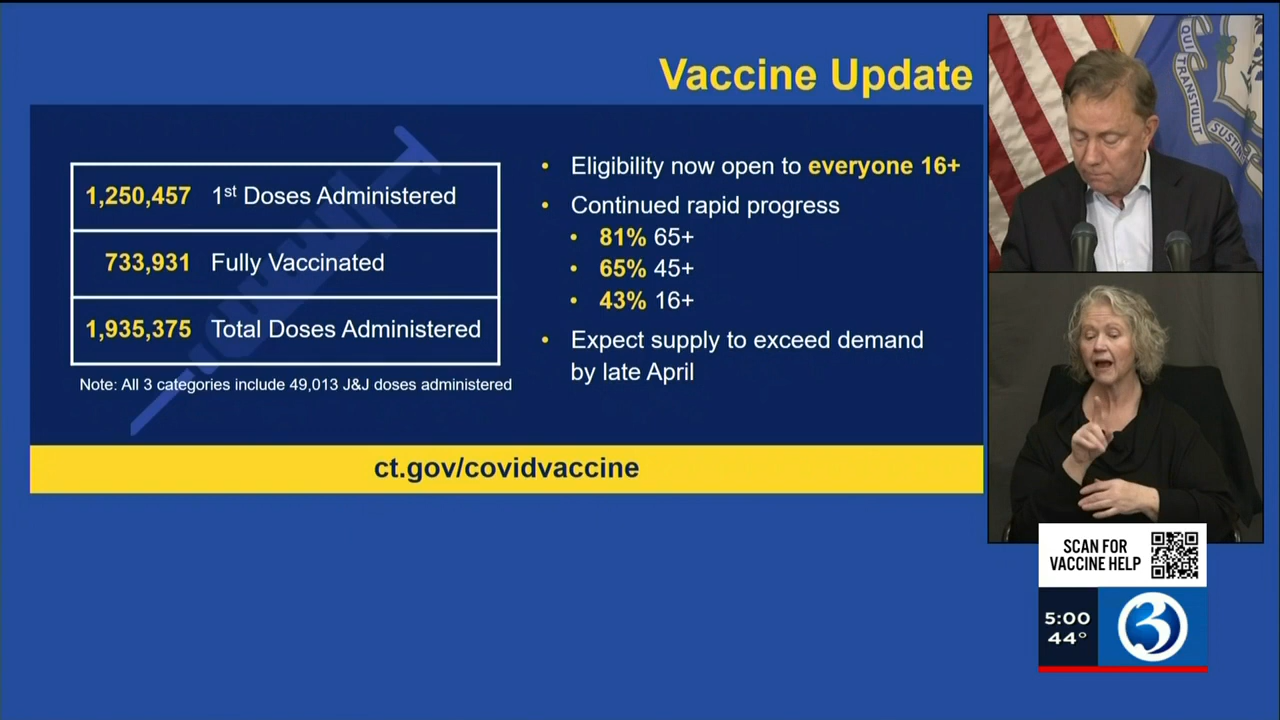 Vaccine Update
1,250,457 1st Doses Administered
733,931 Fully Vaccinated
1,935,375 Total Doses Administered
Note: All 3 categories include 49,013 J&J doses administered
• Eligibility now open to everyone 16+
• Continued rapid progress
• 81% 65+
• 65% 45+
• 43% 16+
• Expect supply to exceed demand
by late April
ct.gov/covidvaccine
QUI TRANSTULIT
SUSTIN
SCAN FOR
VACCINE HELP
5:00
44°
3